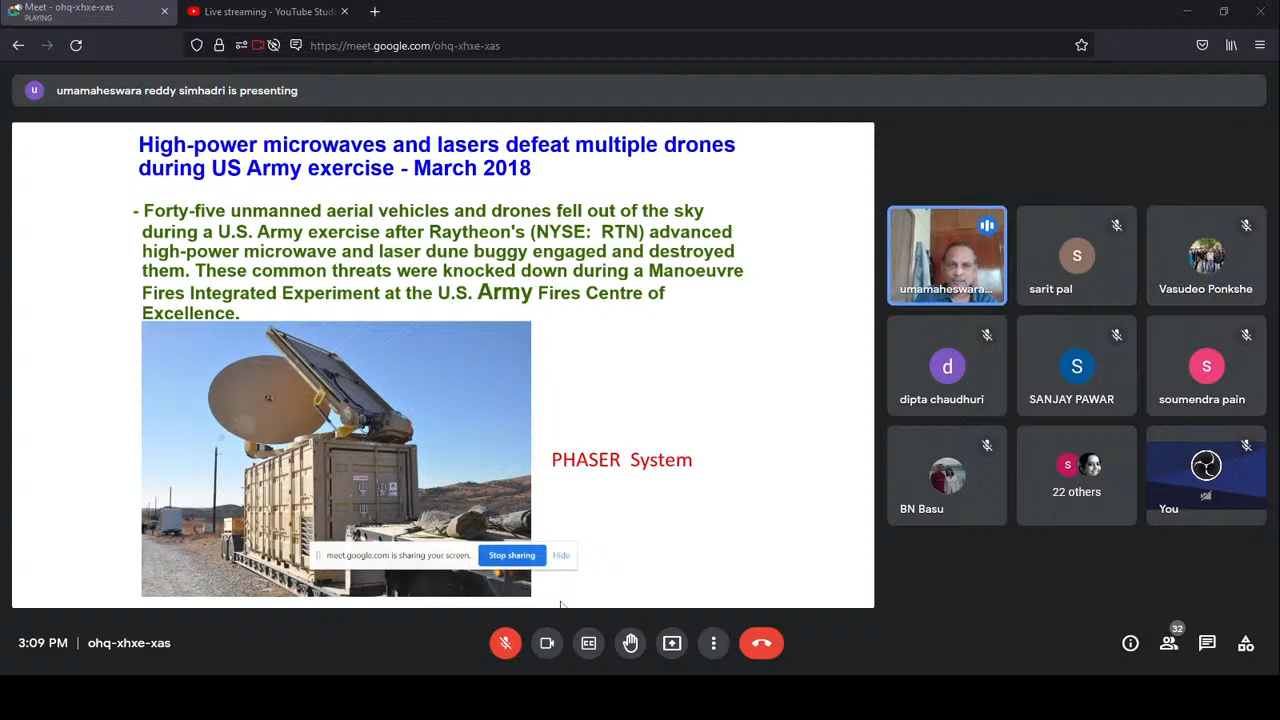 Meet - ohq-xhxe-xas
PLAYING
Live streaming - YouTube Stud
https://meet.google.com/ohq-xhxe-xas
u
umamaheswara reddy simhadri is presenting
High-power microwaves and lasers defeat multiple drones
during US Army exercise - March 2018
- Forty-five unmanned aerial vehicles and drones fell out of the sky
during a U.S. Army exercise after Raytheon's (NYSE: RTN) advanced
high-power microwave and laser dune buggy engaged and destroyed
them. These common threats were knocked down during a Manoeuvre
Fires Integrated Experiment at the U.S. Army Fires Centre of
Excellence.
PHASER System
meet.google.com is sharing your screen.
Stop sharing
Hide
umamaheswara...
s
sarit pal
Vasudeo Ponkshe
d
dipta chaudhuri
S
SANJAY PAWAR
s
soumendra pain
BN Basu
s
22 others
You
3:09 PM | ohq-xhxe-xas
32